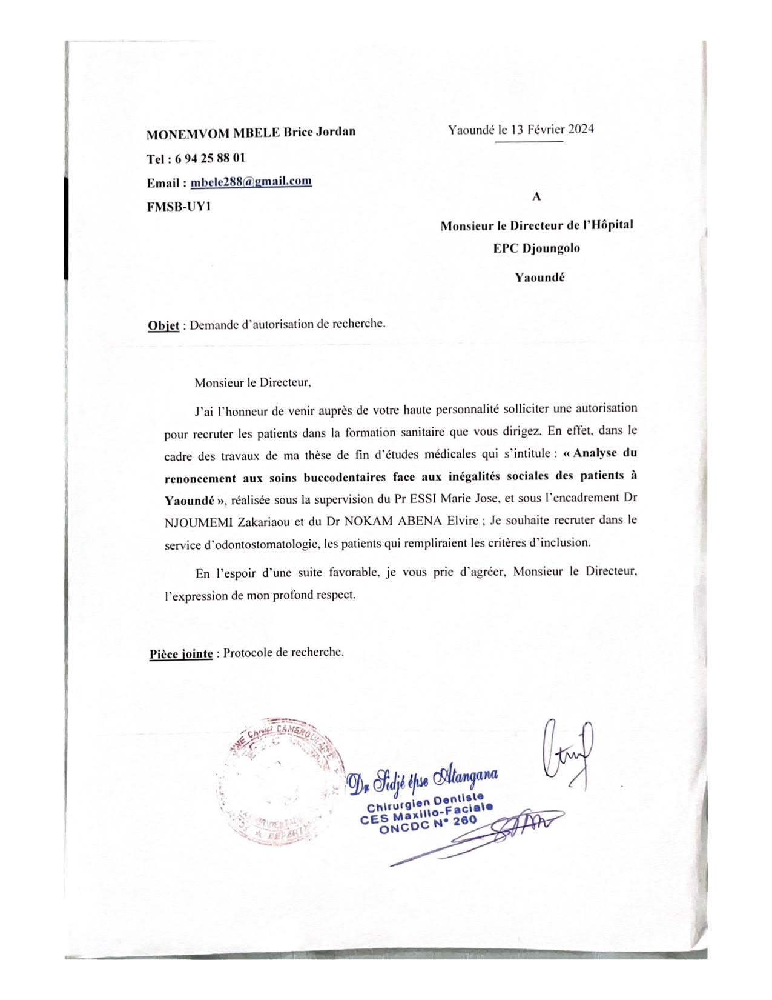 MONEMVOM MBELE Brice Jordan
Tel : 6 94 25 88 01
Email : mbele288@gmail.com
FMSB-UY1
Yaoundé le 13 Février 2024
A
Monsieur le Directeur de l'Hôpital
EPC Djoungolo
Yaoundé
Objet : Demande d'autorisation de recherche.
Monsieur le Directeur,
J'ai l'honneur de venir auprès de votre haute personnalité solliciter une autorisation
pour recruter les patients dans la formation sanitaire que vous dirigez. En effet, dans le
cadre des travaux de ma thèse de fin d'études médicales qui s'intitule : « Analyse du
renoncement aux soins buccodentaires face aux inégalités sociales des patients à
Yaoundé », réalisée sous la supervision du Pr ESSI Marie Jose, et sous l'encadrement Dr
NJOUMEMI Zakariaou et du Dr NOKAM ABENA Elvire ; Je souhaite recruter dans le
service d'odontostomatologie, les patients qui rempliraient les critères d'inclusion.
En l'espoir d'une suite favorable, je vous prie d'agréer, Monsieur le Directeur,
l'expression de mon profond respect.
Pièce jointe : Protocole de recherche.
CAMEROUNAISE
Dr Sidjé épse Atangana
Chirurgien Dentiste
CES Maxillo-Faciale
ONCDC N° 260